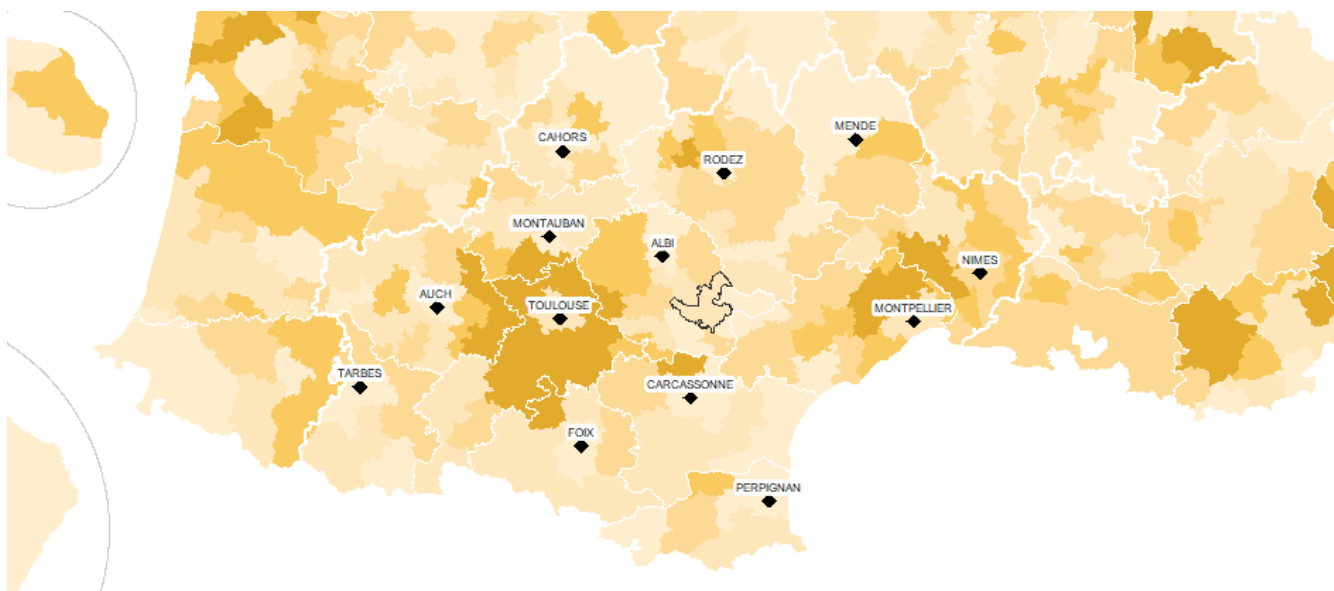 MENDE
CAHORS
RODEZ
MONTAUBAN
ALBI
NIMES
AUCH
TOULOUSE
MONTPELLIER
TARBES
CARCASSONNE
FOIX
PERPIGNAN